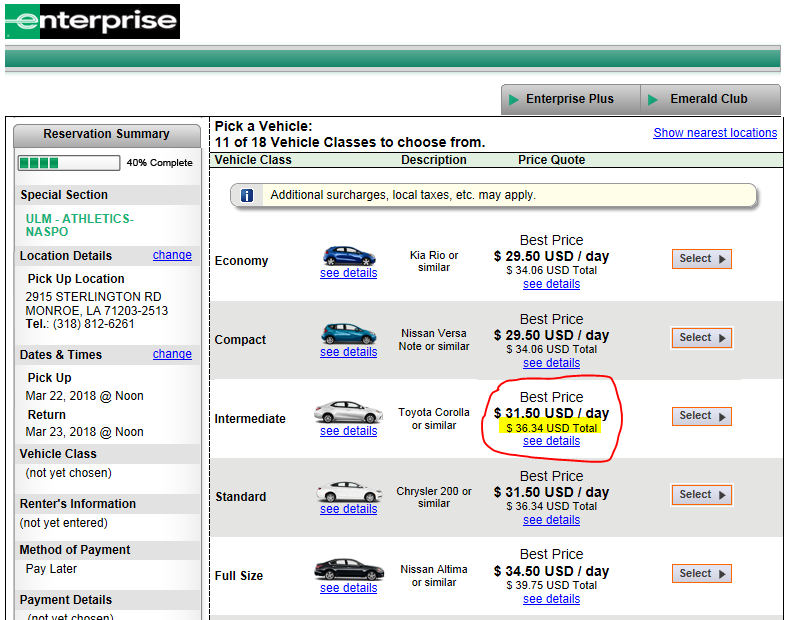 enterprise
Enterprise Plus
Emerald Club
Reservation Summary
40% Complete
Special Section
ULM - ATHLETICS-
NASPO
Location Details change
Pick Up Location
2915 STERLINGTON RD
MONROE, LA 71203-2513
Tel.: (318) 812-6261
Dates & Times change
Pick Up
Mar 22, 2018 @ Noon
Return
Mar 23, 2018 @ Noon
Vehicle Class
(not yet chosen)
Renter's Information
(not yet entered)
Method of Payment
Pay Later
Payment Details
(not yet chosen)
Pick a Vehicle:
11 of 18 Vehicle Classes to choose from.
Show nearest locations
Vehicle Class Description Price Quote
i Additional surcharges, local taxes, etc. may apply.
Economy
see details
Kia Rio or
similar
Best Price
$ 29.50 USD / day
$ 34.06 USD Total
see details
Select
Compact
see details
Nissan Versa
Note or similar
Best Price
$ 29.50 USD / day
$ 34.06 USD Total
see details
Select
Intermediate
see details
Toyota Corolla
or similar
Best Price
$ 31.50 USD / day
$ 36.34 USD Total
see details
Select
Standard
see details
Chrysler 200 or
similar
Best Price
$ 31.50 USD / day
$ 36.34 USD Total
see details
Select
Full Size
see details
Nissan Altima
or similar
Best Price
$ 34.50 USD / day
$ 39.75 USD Total
see details
Select